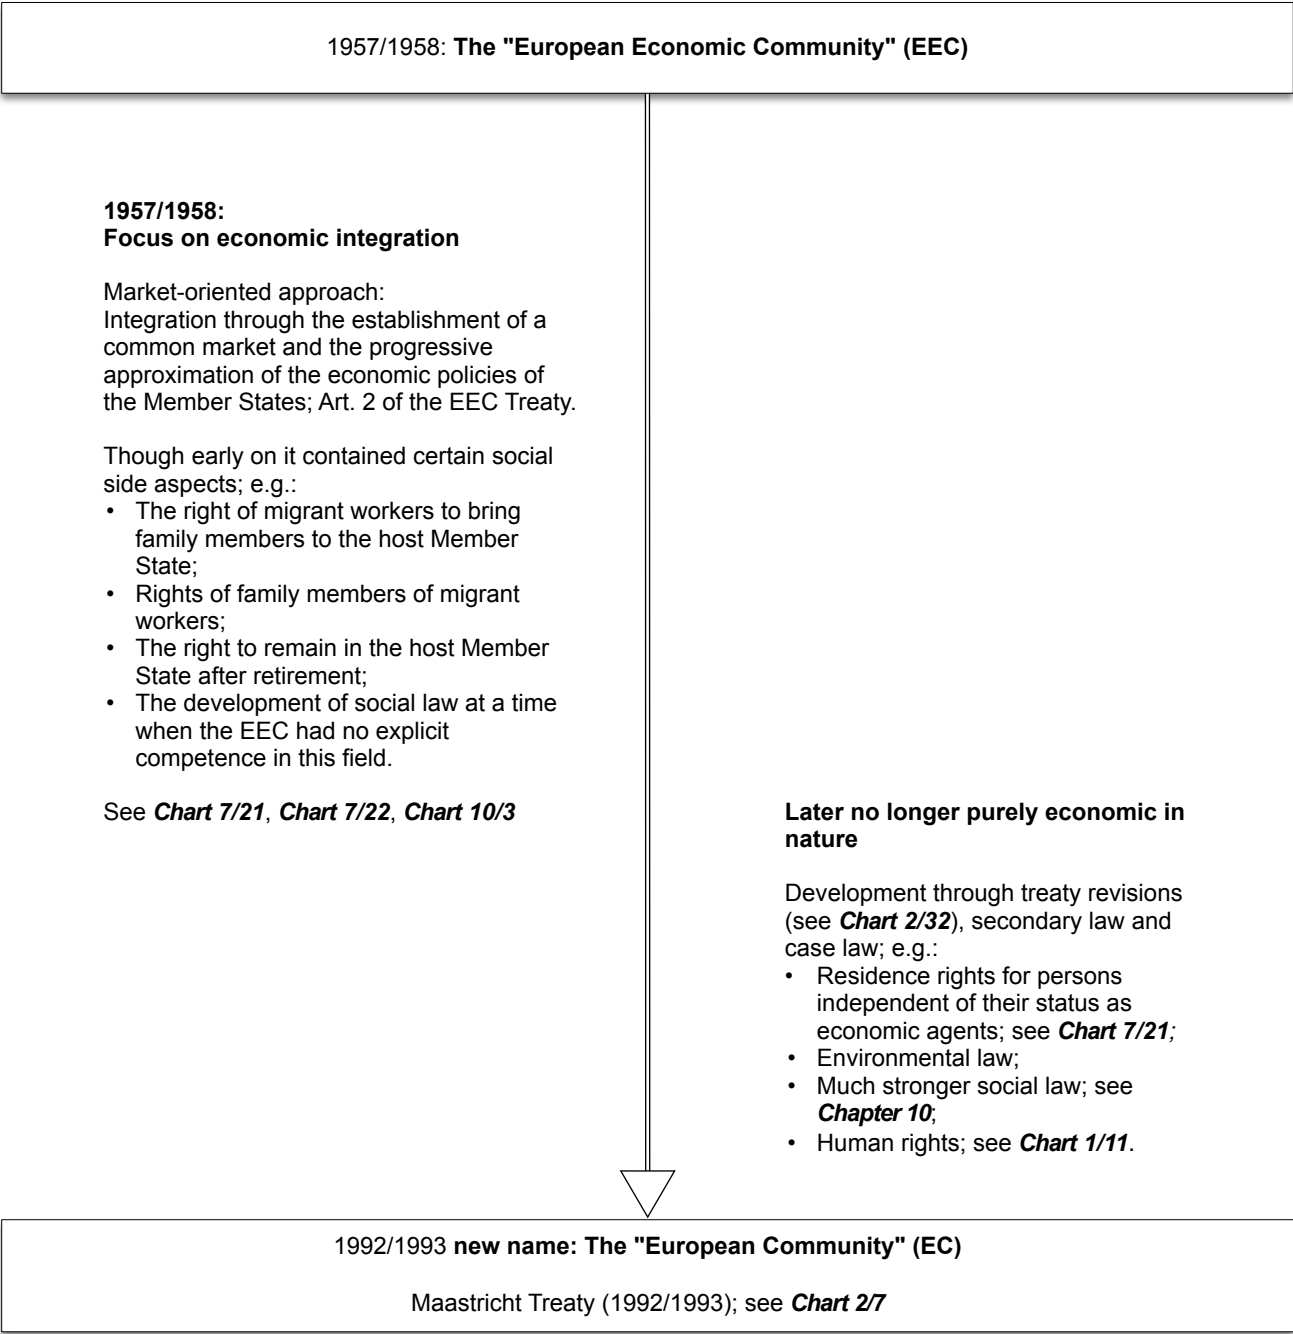 1957/1958: The "European Economic Community" (EEC)
1957/1958:
Focus on economic integration
Market-oriented approach:
Integration through the establishment of a
common market and the progressive
approximation of the economic policies of
the Member States; Art. 2 of the EEC Treaty.
Though early on it contained certain social
side aspects; e.g.:
• The right of migrant workers to bring
family members to the host Member
State;
• Rights of family members of migrant
workers;
• The right to remain in the host Member
State after retirement;
• The development of social law at a time
when the EEC had no explicit
competence in this field.
See Chart 7/21, Chart 7/22, Chart 10/3
Later no longer purely economic in
nature
Development through treaty revisions
(see Chart 2/32), secondary law and
case law; e.g.:
• Residence rights for persons
independent of their status as
economic agents; see Chart 7/21;
• Environmental law;
• Much stronger social law; see
Chapter 10;
• Human rights; see Chart 1/11.
1992/1993 new name: The "European Community" (EC)
Maastricht Treaty (1992/1993); see Chart 2/7